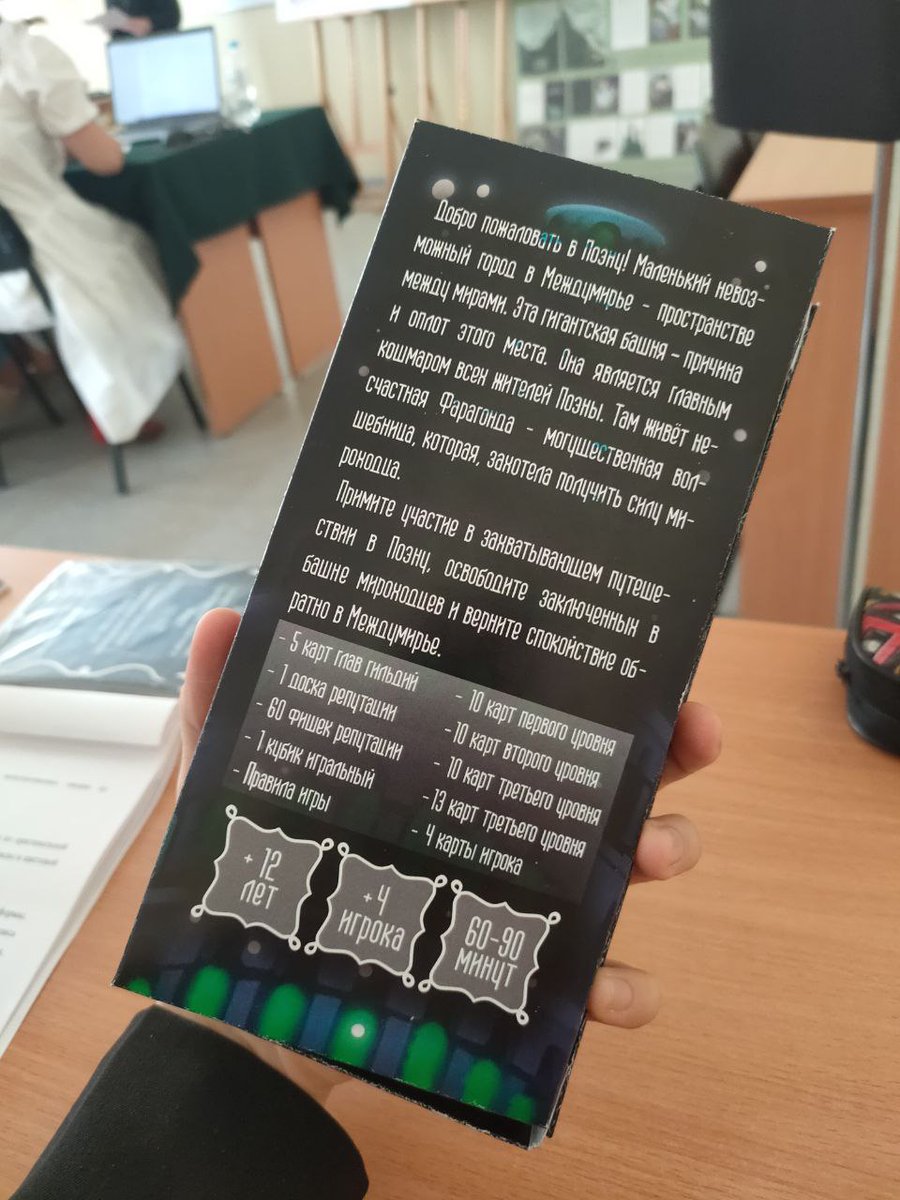 Добро пожаловать в Позну! Маленький невоз-
можный город в Междумирье - пространстве
между мирами. Эта гигантская башня – причина
и оплот этого места. Она является главным
кошмаром всех жителей Позны. Там живёт не-
счастная Фарагонда - могущественная вол-
шебница, которая, захотела получить силу ми-
роходца.
Примите участие в захватывающем путеше-
ствии в Позну, освободите заключенных в
башне мироходцев и верните спокойствие об-
ратно в Междумирье.
- 5 карт глав гильдий
- 1 доска репутации
- 60 фишек репутации
- 1 кубик игральный
- Правила игры
- 10 карт первого уровня
- 10 карт второго уровня
- 10 карт третьего уровня
- 13 карт третьего уровня
- 4 карты игрока
+ 12
лет
+4
игрока
60-90
минут